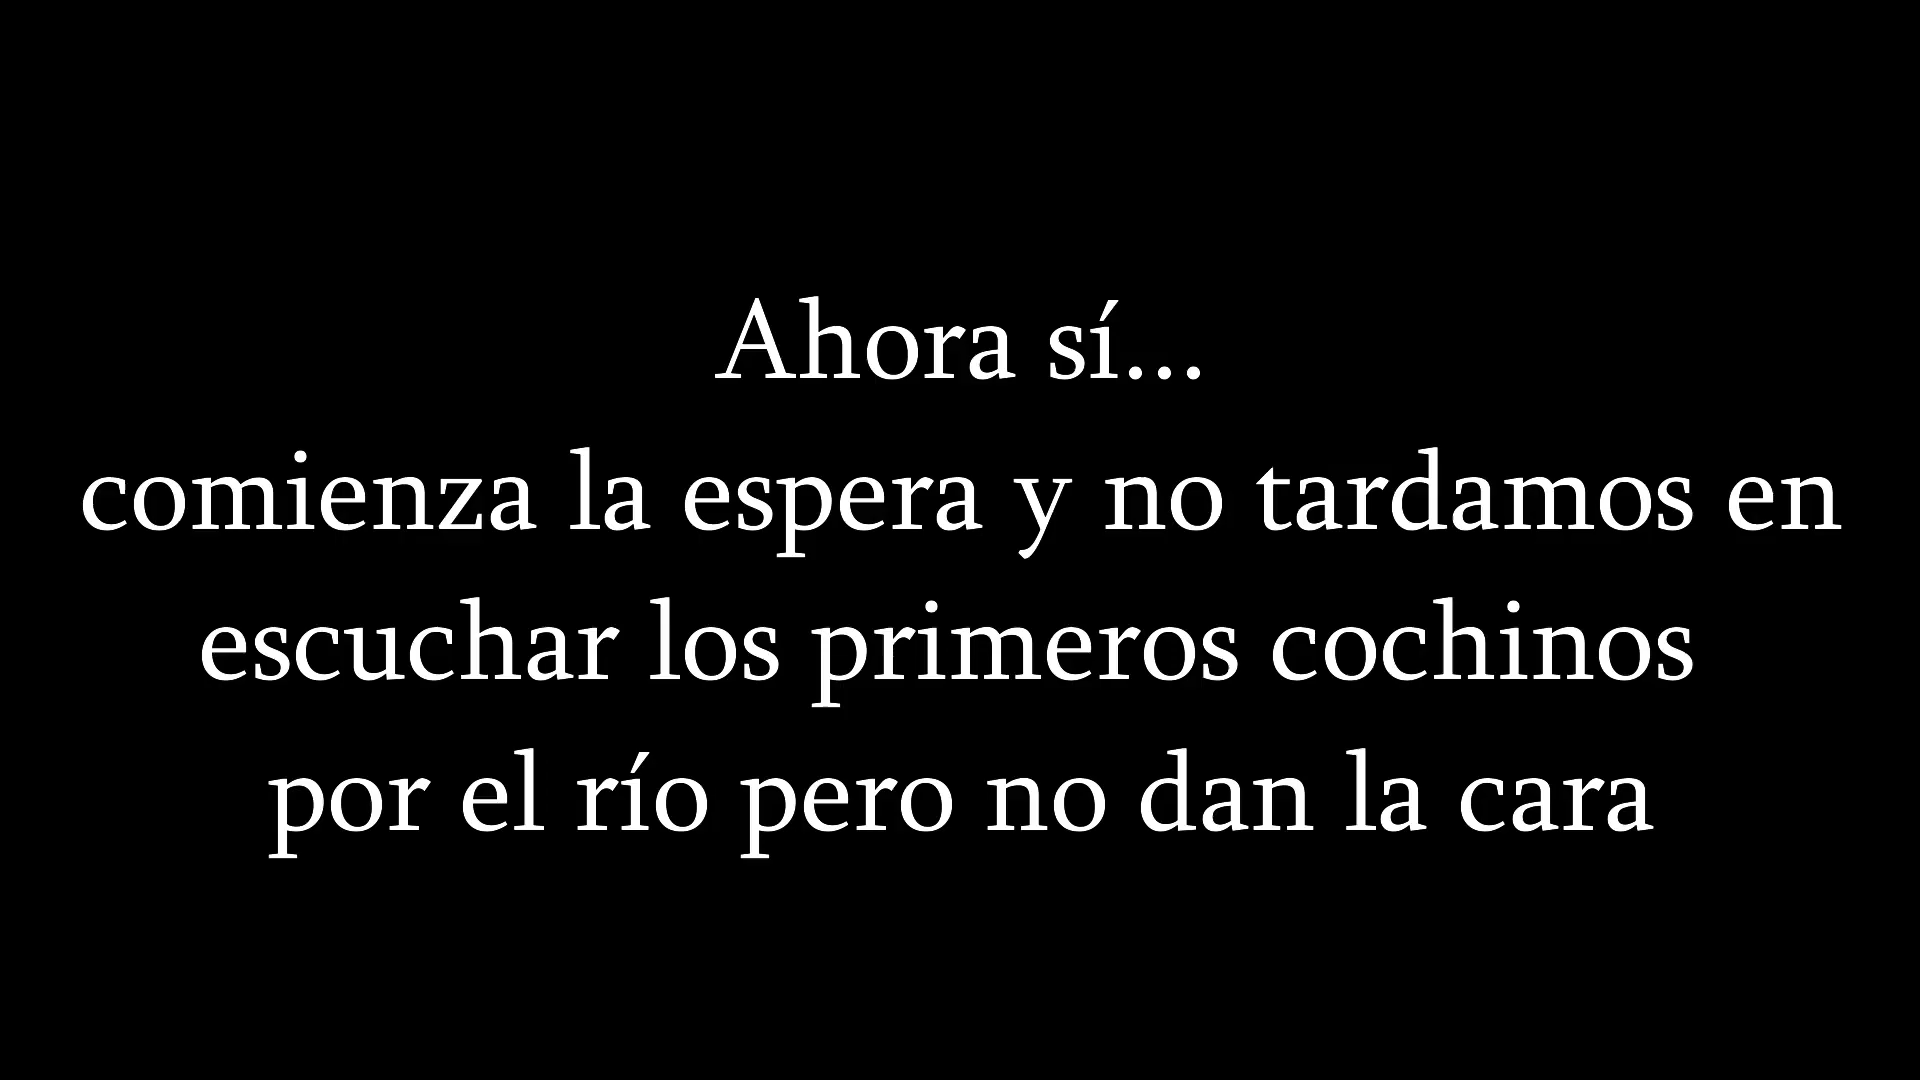 Ahora sí...
comienza la espera y no tardamos en
escuchar los primeros cochinos
por el río pero no dan la cara